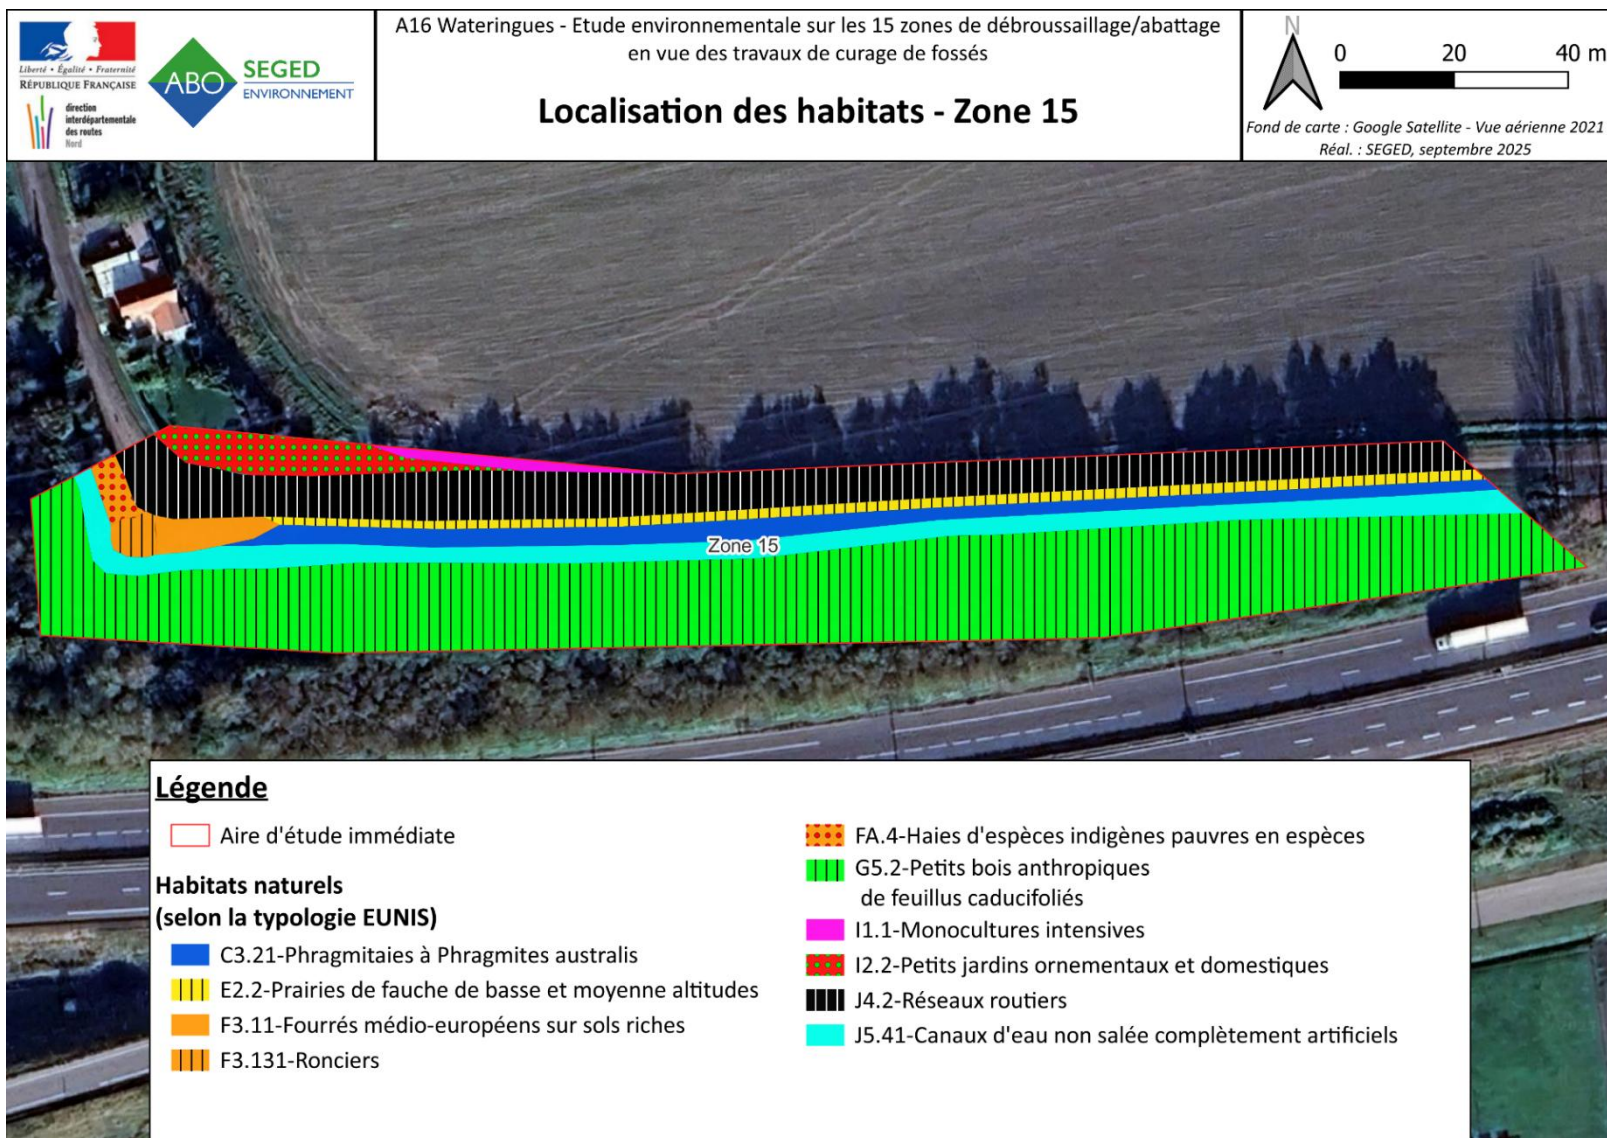 Liberté • Égalité • Fraternité
RÉPUBLIQUE FRANÇAISE
direction
interdépartementale
des routes
Nord
ABO
SEGED
ENVIRONNEMENT
A16 Wateringues - Etude environnementale sur les 15 zones de débroussaillage/abattage
en vue des travaux de curage de fossés
Localisation des habitats - Zone 15
N
0 20 40 m
Fond de carte : Google Satellite - Vue aérienne 2021
Réal. : SEGED, septembre 2025
Zone 15
Légende
Aire d'étude immédiate
Habitats naturels
(selon la typologie EUNIS)
C3.21-Phragmitaies à Phragmites australis
E2.2-Prairies de fauche de basse et moyenne altitudes
F3.11-Fourrés médio-européens sur sols riches
F3.131-Ronciers
FA.4-Haies d'espèces indigènes pauvres en espèces
G5.2-Petits bois anthropiques
de feuillus caducifoliés
I1.1-Monocultures intensives
I2.2-Petits jardins ornementaux et domestiques
J4.2-Réseaux routiers
J5.41-Canaux d'eau non salée complètement artificiels